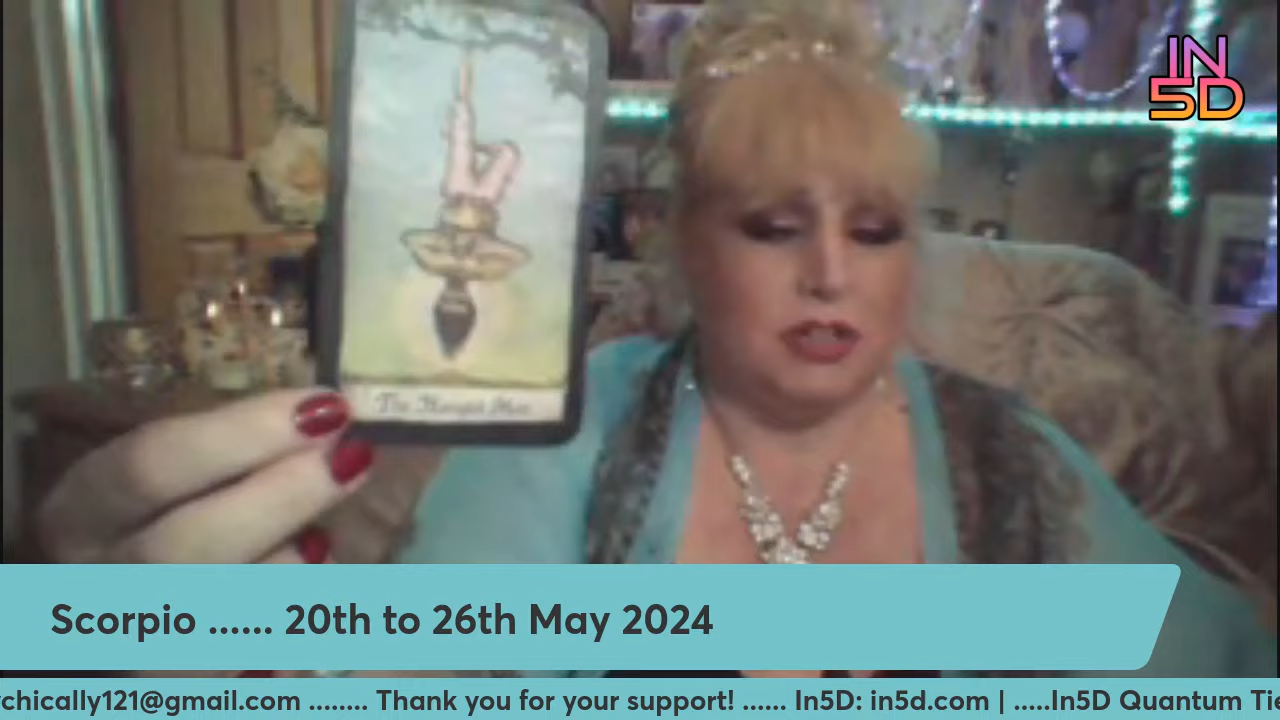 IN
5D
The Hanged Man
Scorpio ...... 20th to 26th May 2024
ychically121@gmail.com ........ Thank you for your support! ...... In5D: in5d.com | .....In5D Quantum Tie